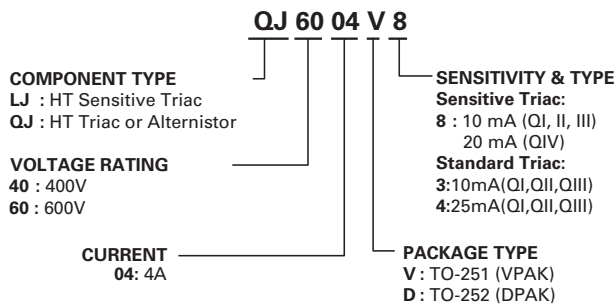 QJ 60 04 V 8
COMPONENT TYPE
LJ : HT Sensitive Triac
QJ : HT Triac or Alternistor
VOLTAGE RATING
40 : 400V
60 : 600V
CURRENT
04: 4A
SENSITIVITY & TYPE
Sensitive Triac:
8 : 10 mA (QI, II, III)
20 mA (QIV)
Standard Triac:
3:10mA(QI,QII,QIII)
4:25mA(QI,QII,QIII)
PACKAGE TYPE
V : TO-251 (VPAK)
D : TO-252 (DPAK)